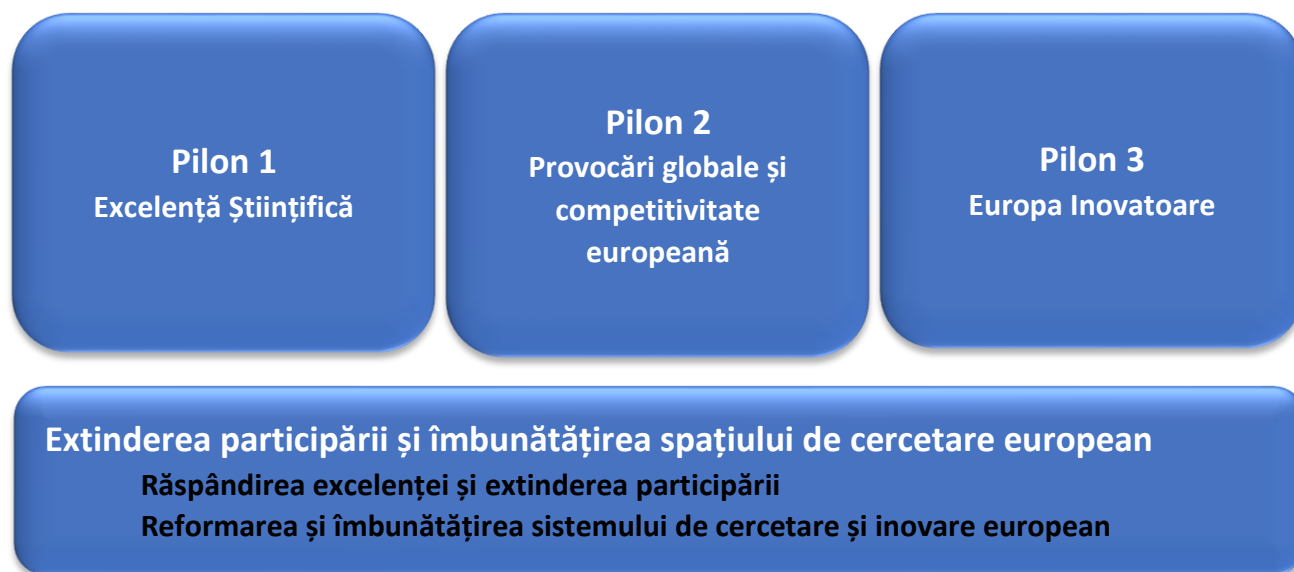 Pilon 1
Excelență Științifică
Pilon 2
Provocări globale și
competitivitate
europeană
Pilon 3
Europa Inovatoare
Extinderea participării și îmbunătățirea spațiului de cercetare european
Răspândirea excelenței și extinderea participării
Reformarea și îmbunătățirea sistemului de cercetare și inovare european